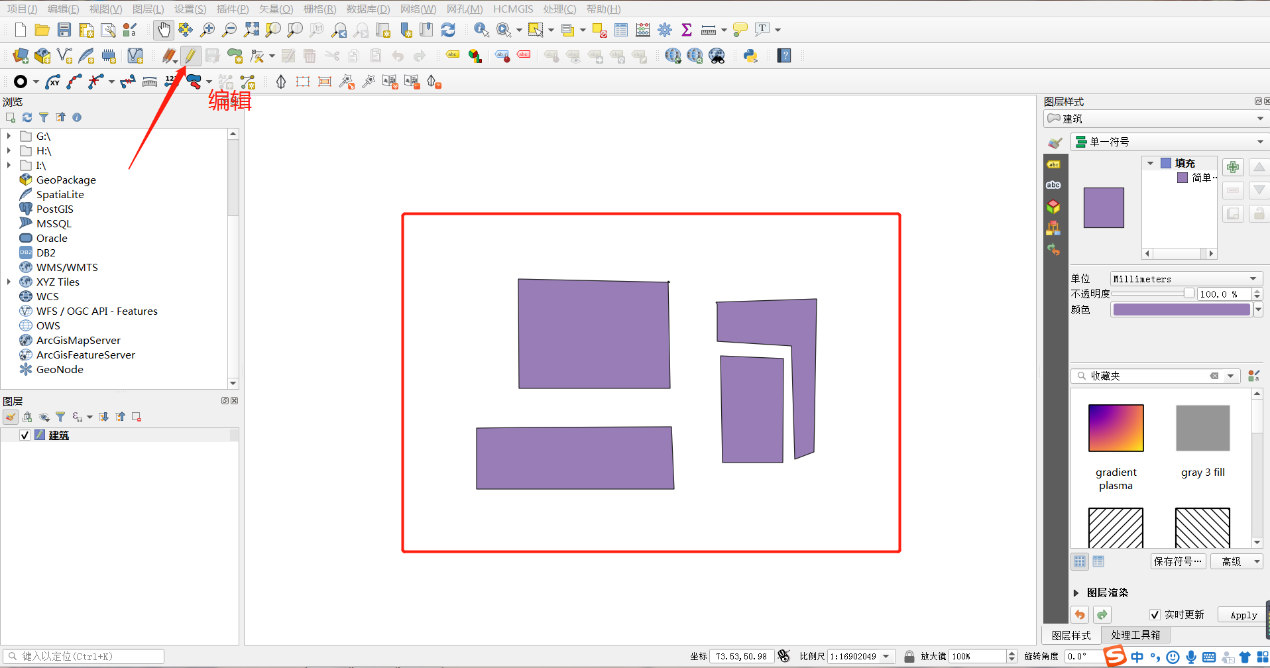 项目(J) 编辑(E) 视图(V) 图层(L) 设置(S) 插件(P) 矢量(O) 栅格(R) 数据库(D) 网络(W) 网孔(M) HCMGIS 处理(C) 帮助(H)
编辑
浏览
G:\
H:\
I:\
GeoPackage
SpatiaLite
PostGIS
MSSQL
Oracle
DB2
WMS/WMTS
XYZ Tiles
WCS
WFS / OGC API - Features
OWS
ArcGisMapServer
ArcGisFeatureServer
GeoNode
图层
建筑
键入以定位(Ctrl+K)
坐标 73.53,50.98 比例尺 1:16902049 放大镜 100% 旋转角度 0.0°
图层样式
建筑
单一符号
填充
简单…
单位 Millimeters
不透明度 100.0 %
颜色
收藏夹
gradient plasma
gray 3 fill
保存符号… 高级
图层渲染
实时更新 Apply
图层样式 处理工具箱
中